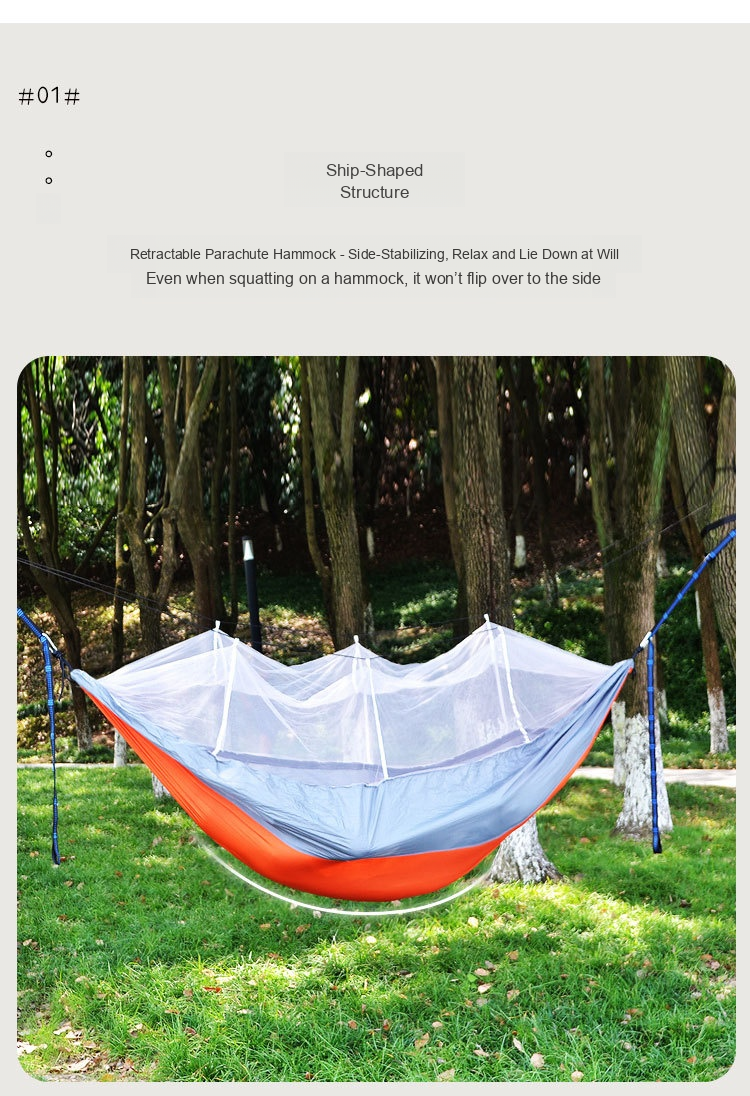 #01#
Ship-Shaped
Structure
Retractable Parachute Hammock - Side-Stabilizing, Relax and Lie Down at Will
Even when squatting on a hammock, it won’t flip over to the side